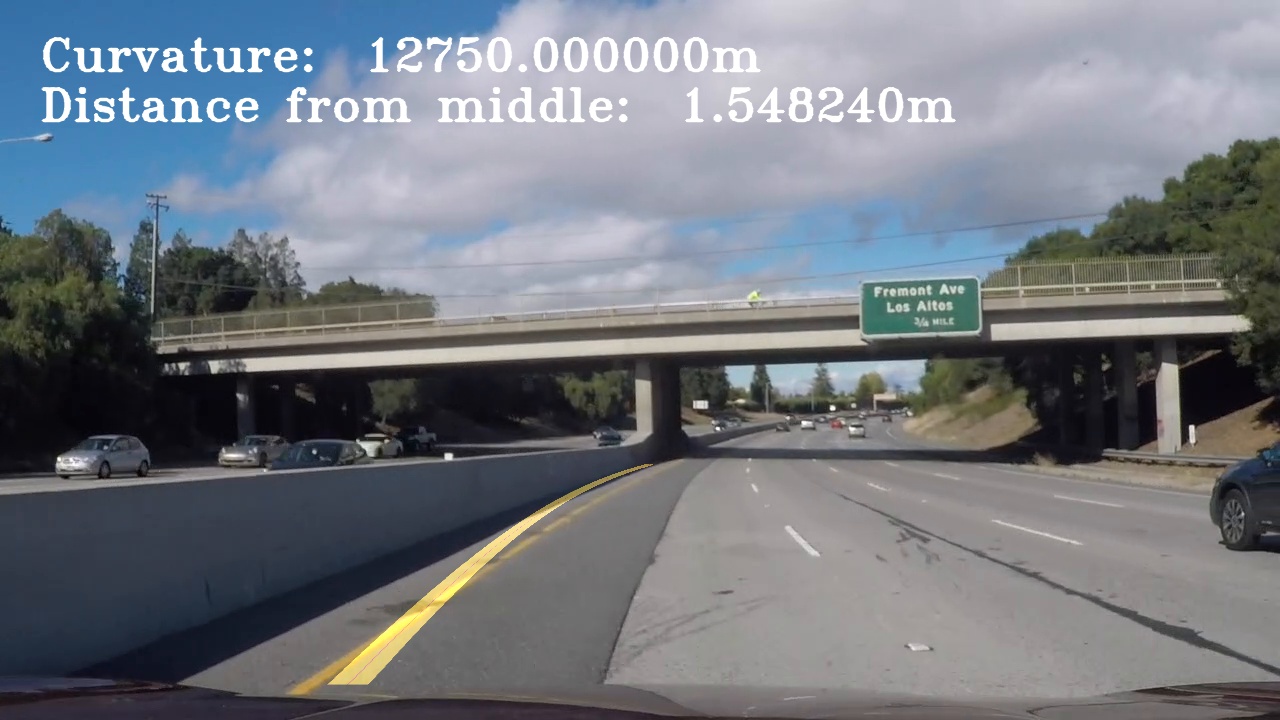 Curvature: 12750.000000m
Distance from middle: 1.548240m
Fremont Ave
Los Altos
3/4 MILE